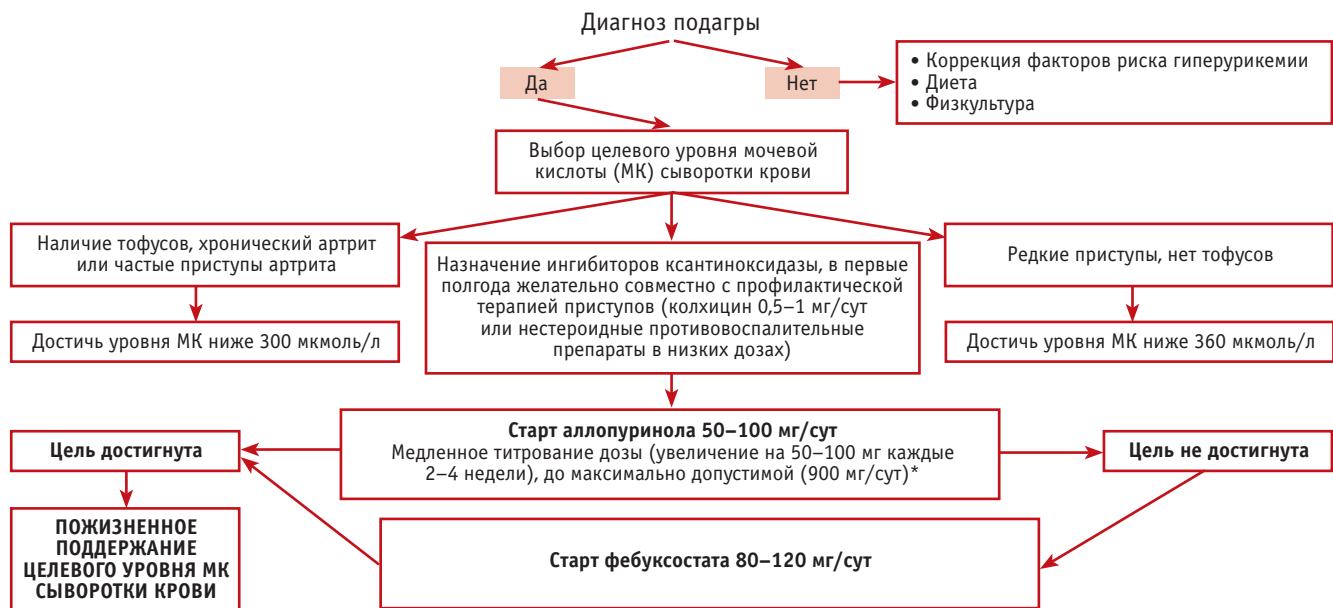 Диагноз подагры
Да
Нет
• Коррекция факторов риска гиперурикемии
• Диета
• Физкультура
Выбор целевого уровня мочевой
кислоты (МК) сыворотки крови
Наличие тофусов, хронический артрит
или частые приступы артрита
Назначение ингибиторов ксантиноксидазы, в первые
полгода желательно совместно с профилактической
терапией приступов (колхицин 0,5–1 мг/сут
или нестероидные противовоспалительные
препараты в низких дозах)
Редкие приступы, нет тофусов
Достичь уровня МК ниже 300 мкмоль/л
Достичь уровня МК ниже 360 мкмоль/л
Цель достигнута
Старт аллопуринола 50–100 мг/сут
Медленное титрование дозы (увеличение на 50–100 мг каждые
2–4 недели), до максимально допустимой (900 мг/сут)*
Цель не достигнута
ПОЖИЗНЕННОЕ
ПОДДЕРЖАНИЕ
ЦЕЛЕВОГО УРОВНЯ МК
СЫВОРОТКИ КРОВИ
Старт фебуксостата 80–120 мг/сут